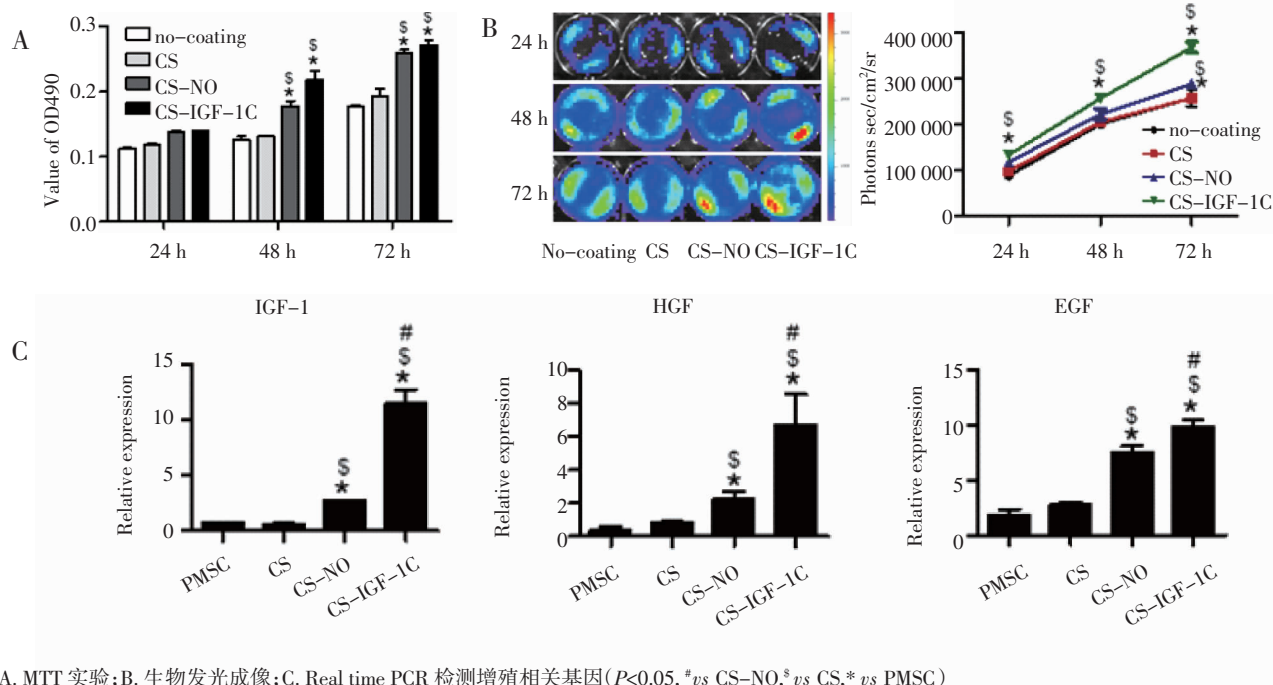 A
0.3
0.2
0.1
0.0
Value of OD490
no-coating
CS
CS-NO
CS-IGF-1C
$
*
$
*
$
*
$
*
24 h
48 h
72 h
B
24 h
48 h
72 h
No-coating CS CS-NO CS-IGF-1C
400 000
300 000
200 000
100 000
0
Photons sec/cm²/sr
$
*
$
*
$
*
$
*
no-coating
CS
CS-NO
CS-IGF-1C
24 h
48 h
72 h
C
IGF-1
15
10
5
0
Relative expression
$
*
#
$
*
PMSC
CS
CS-NO
CS-IGF-1C
HGF
10
8
6
4
2
0
Relative expression
$
*
#
$
*
PMSC
CS
CS-NO
CS-IGF-1C
EGF
15
10
5
0
Relative expression
$
*
#
$
*
PMSC
CS
CS-NO
CS-IGF-1C
A. MTT 实验;B. 生物发光成像;C. Real time PCR 检测增殖相关基因(P<0.05, #vs CS-NO,$vs CS,* vs PMSC)